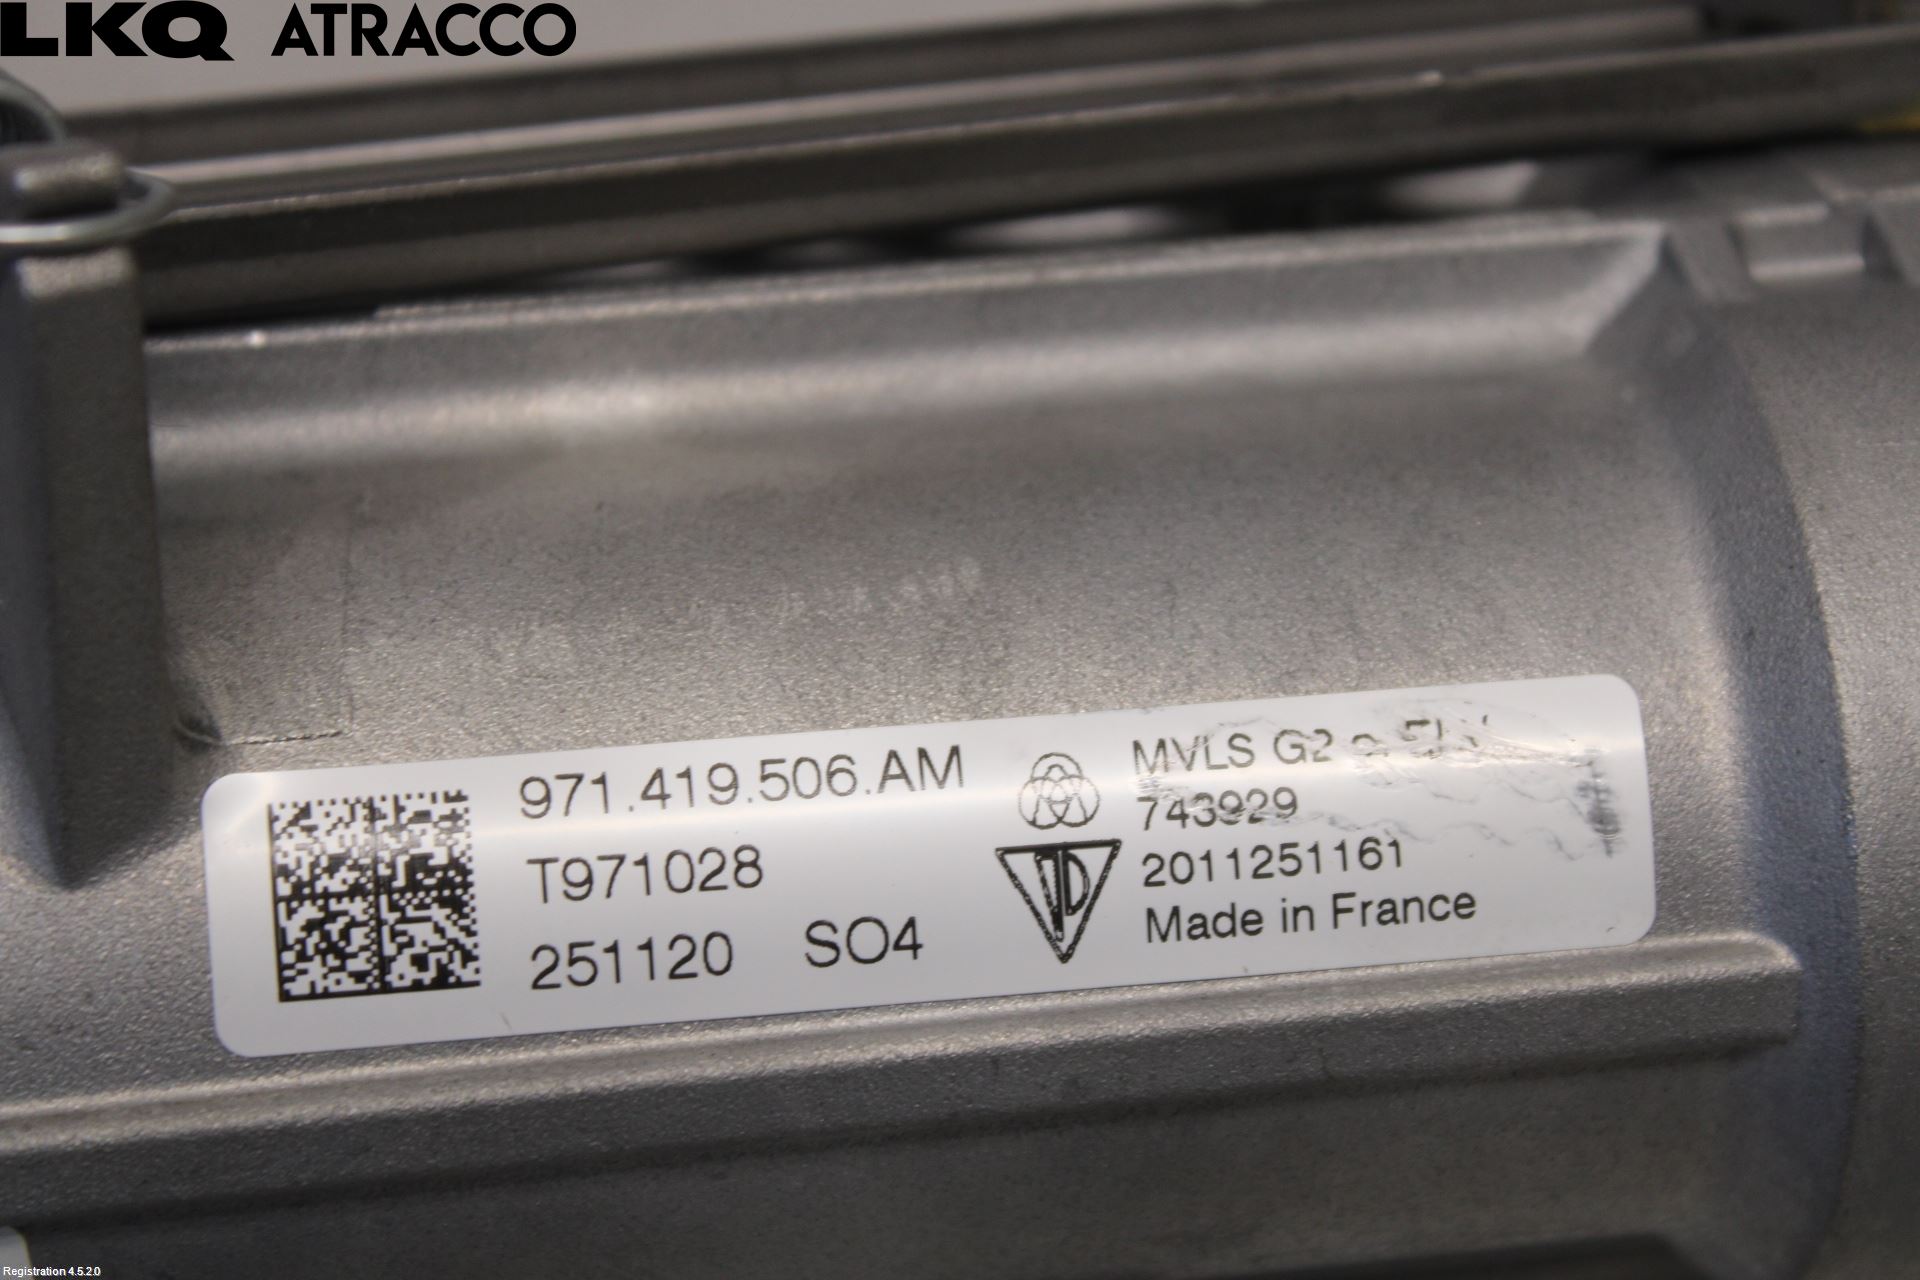 LKQ ATRACCO
971.419.506.AM
T971028
251120 SO4
MVLS G2
743929
2011251161
Made in France
Registration 4.5.2.0